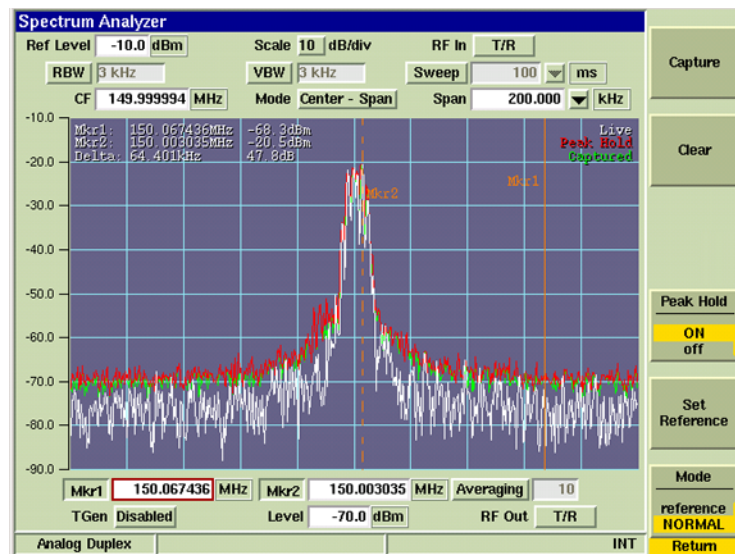 Spectrum Analyzer
Ref Level -10.0 dBm Scale 10 dB/div RF In T/R
RBW 3 kHz VBW 3 kHz Sweep 100 ms
CF 149.999994 MHz Mode Center - Span Span 200.000 kHz
Capture
Clear
-10.0
-20.0
-30.0
-40.0
-50.0
-60.0
-70.0
-80.0
-90.0
Mkr1: 150.067436MHz -68.3dBm
Mkr2: 150.003035MHz -20.5dBm
Delta: 64.401kHz 47.8dB
Live
Peak Hold
Captured
Mkr2
Mkr1
Peak Hold
ON
off
Set
Reference
Mode
reference
NORMAL
Return
Mkr1 150.067436 MHz Mkr2 150.003035 MHz Averaging 10
TGen Disabled Level -70.0 dBm RF Out T/R
Analog Duplex INT